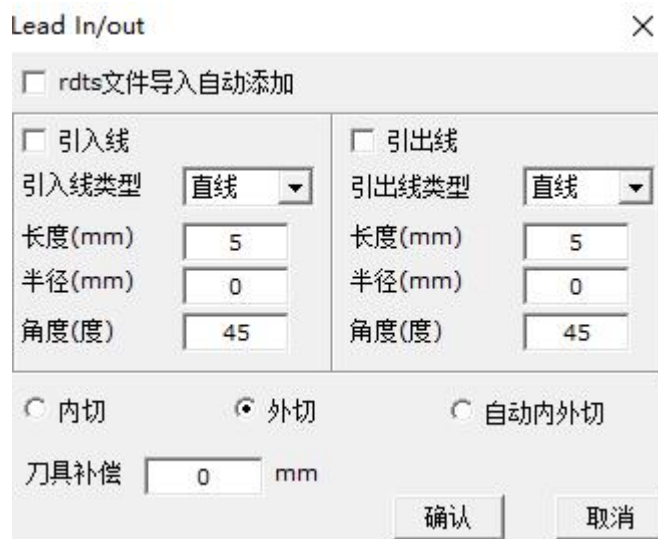 Lead In/out
rdts文件导入自动添加
引入线
引入线类型 直线
长度(mm) 5
半径(mm) 0
角度(度) 45
引出线
引出线类型 直线
长度(mm) 5
半径(mm) 0
角度(度) 45
内切 外切 自动内外切
刀具补偿 0 mm
确认 取消